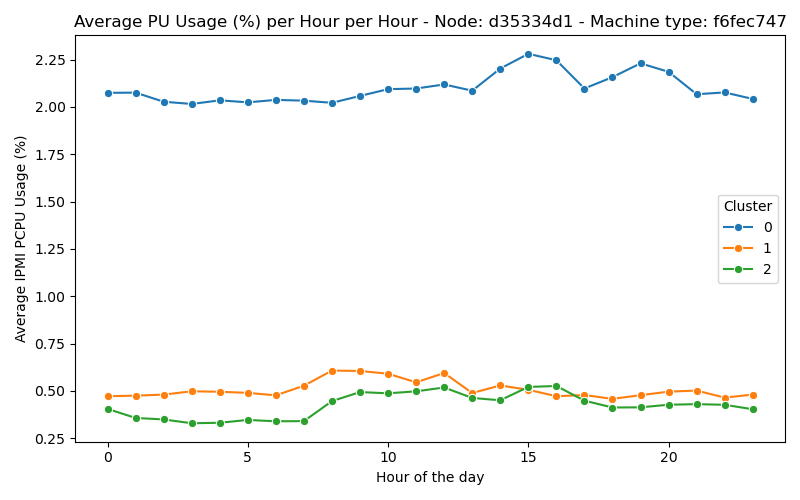 Average PU Usage (%) per Hour per Hour - Node: d35334d1 - Machine type: f6fec747
Average IPMI PCPU Usage (%)
2.25
2.00
1.75
1.50
1.25
1.00
0.75
0.50
0.25
Cluster
0
1
2
0 5 10 15 20
Hour of the day